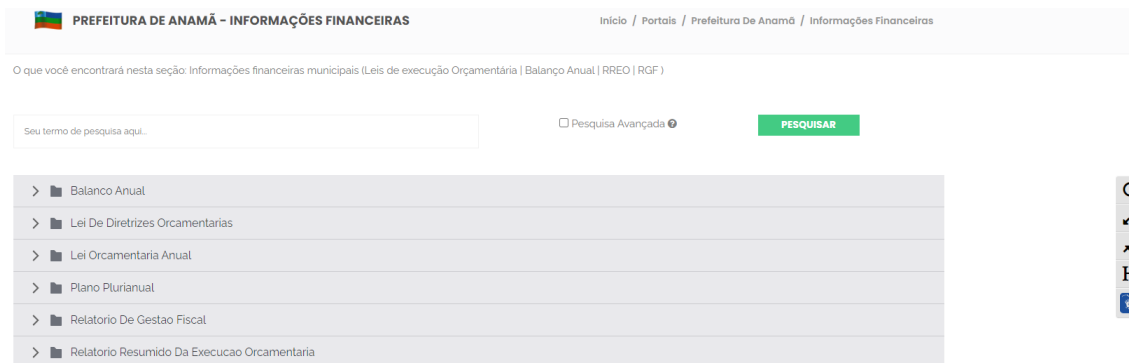 PREFEITURA DE ANAMÃ - INFORMAÇÕES FINANCEIRAS
Início / Portais / Prefeitura De Anamã / Informações Financeiras
O que você encontrará nesta seção: Informações financeiras municipais (Leis de execução Orçamentária | Balanço Anual | RREO | RGF )
Seu termo de pesquisa aqui...
Pesquisa Avançada
PESQUISAR
Balanco Anual
Lei De Diretrizes Orcamentarias
Lei Orcamentaria Anual
Plano Plurianual
Relatorio De Gestao Fiscal
Relatorio Resumido Da Execucao Orcamentaria